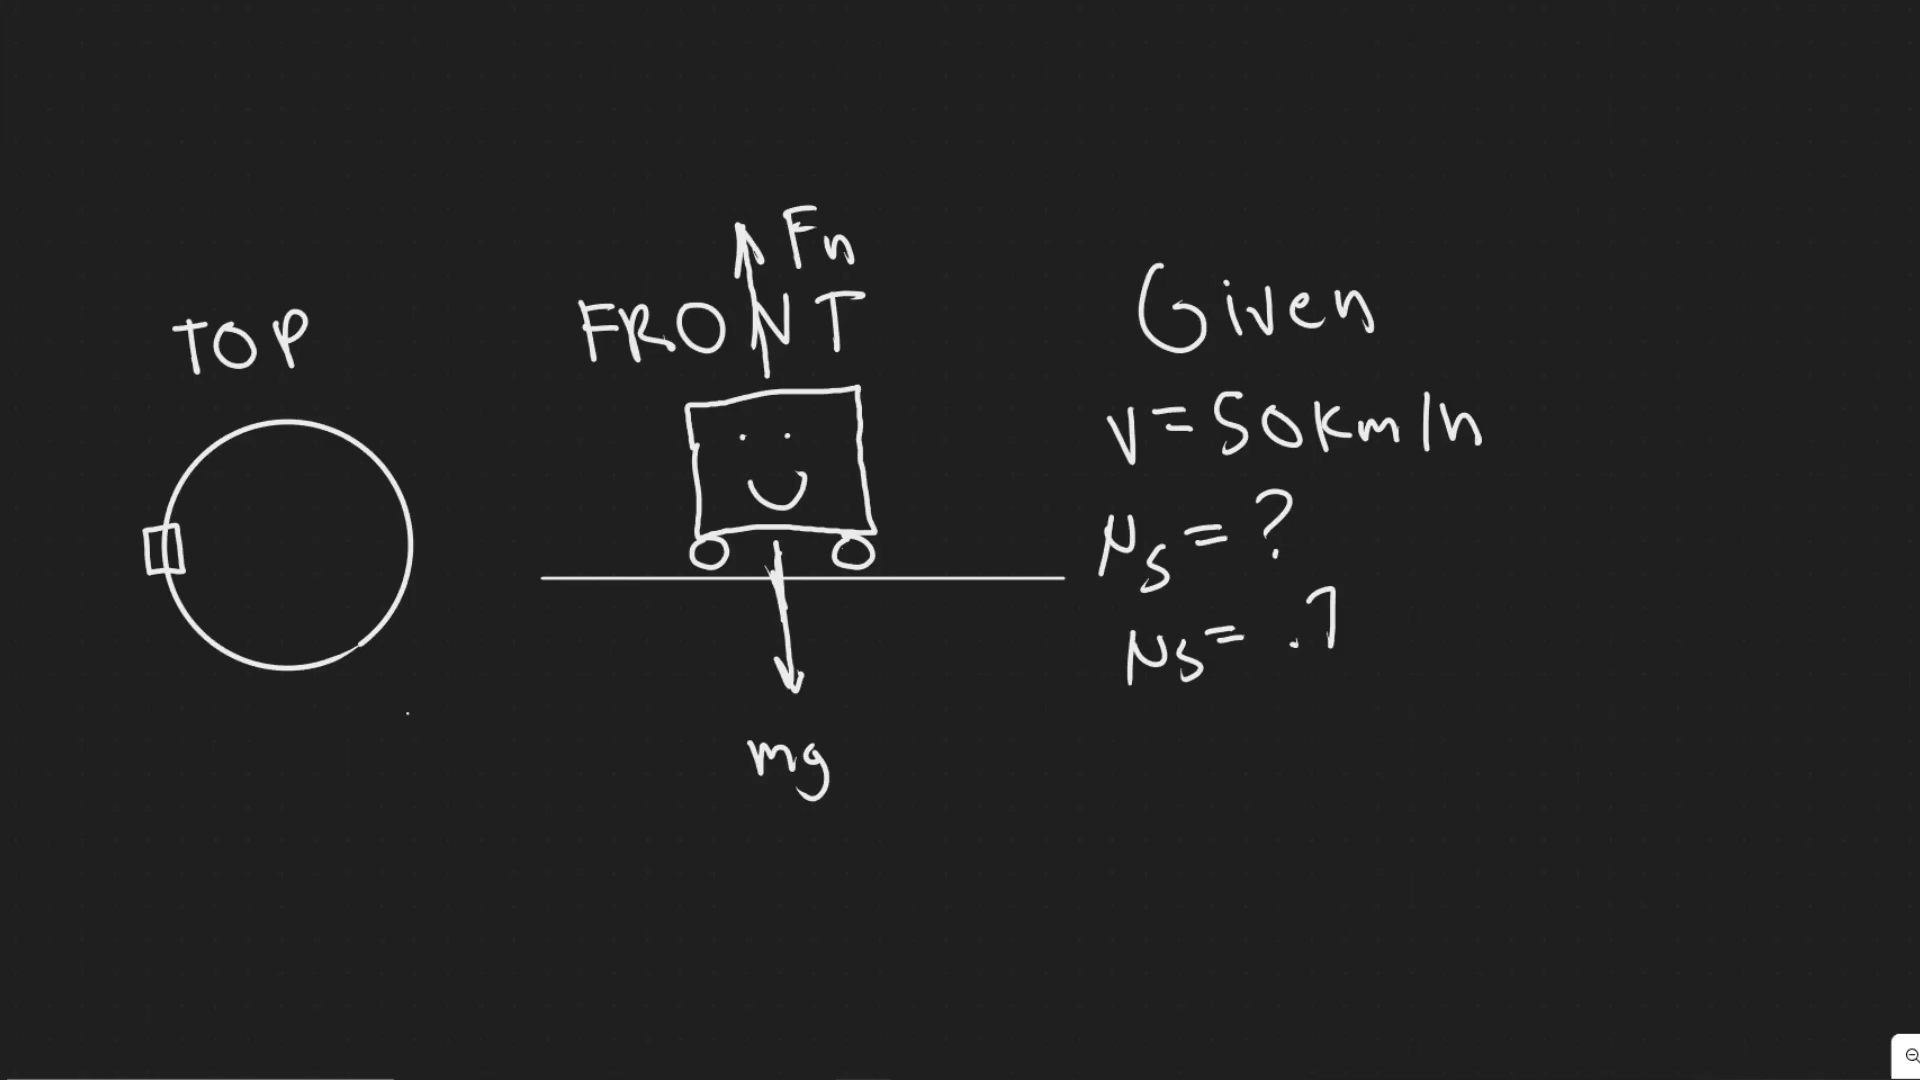 TOP
FRONT
Fn
mg
Given
v=50km/h
μs=?
μs= .7